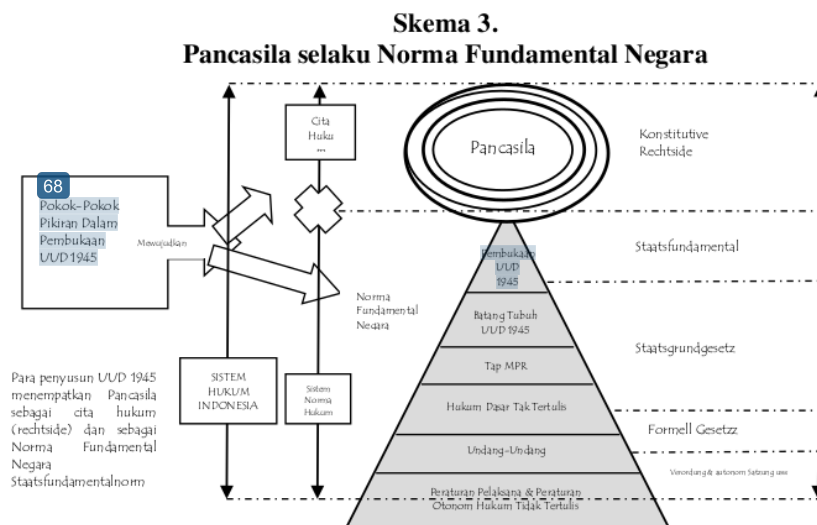 Skema 3.
Pancasila selaku Norma Fundamental Negara
Cita
Huku
...
Pancasila
Konstitutive
Rechtside
68
Pokok-Pokok
Pikiran Dalam
Pembukaan
UUD 1945
Mewujudkan
Pembukaan
UUD
1945
Staatsfundamental
Norma
Fundamental
Negara
Batang Tubuh
UUD 1945
Staatsgrundgesetz
Tap MPR
Para penyusun UUD 1945
menempatkan Pancasila
sebagai cita hukum
(rechtside) dan sebagai
Norma Fundamental
Negara
Staatsfundamentalnorm
SISTEM
HUKUM
INDONESIA
Sistem
Norma
Hukum
Hukum Dasar Tak Tertulis
Formell Gesetzz
Undang-Undang
Verordung & autonom Satzung usw
Peraturan Pelaksana & Peraturan
Otonom Hukum Tidak Tertulis